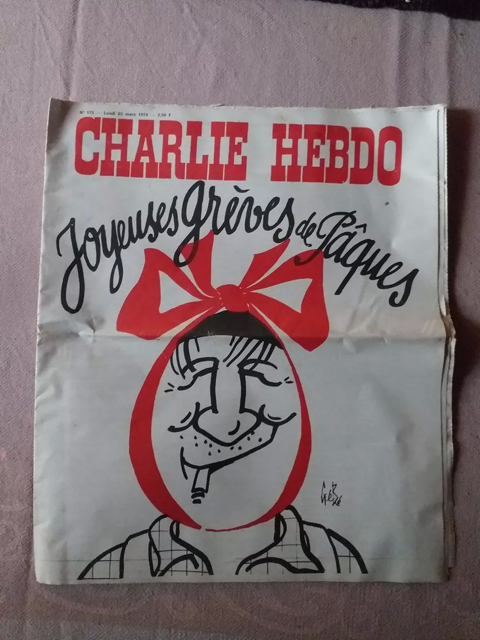 CHARLIE HEBDO
Joyeuses grèves de Pâques